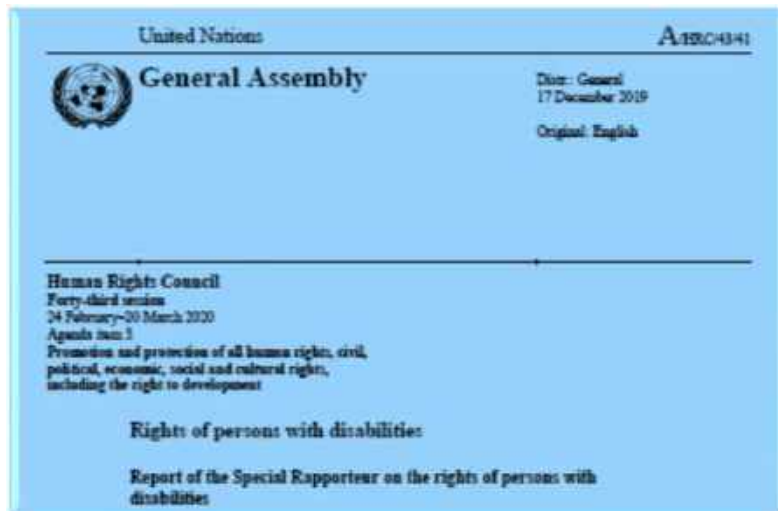 United Nations
A/HRC/43/41
General Assembly
Distr.: General
17 December 2019
Original: English
Human Rights Council
Forty-third session
24 February–20 March 2020
Agenda item 3
Promotion and protection of all human rights, civil,
political, economic, social and cultural rights,
including the right to development
Rights of persons with disabilities
Report of the Special Rapporteur on the rights of persons with
disabilities